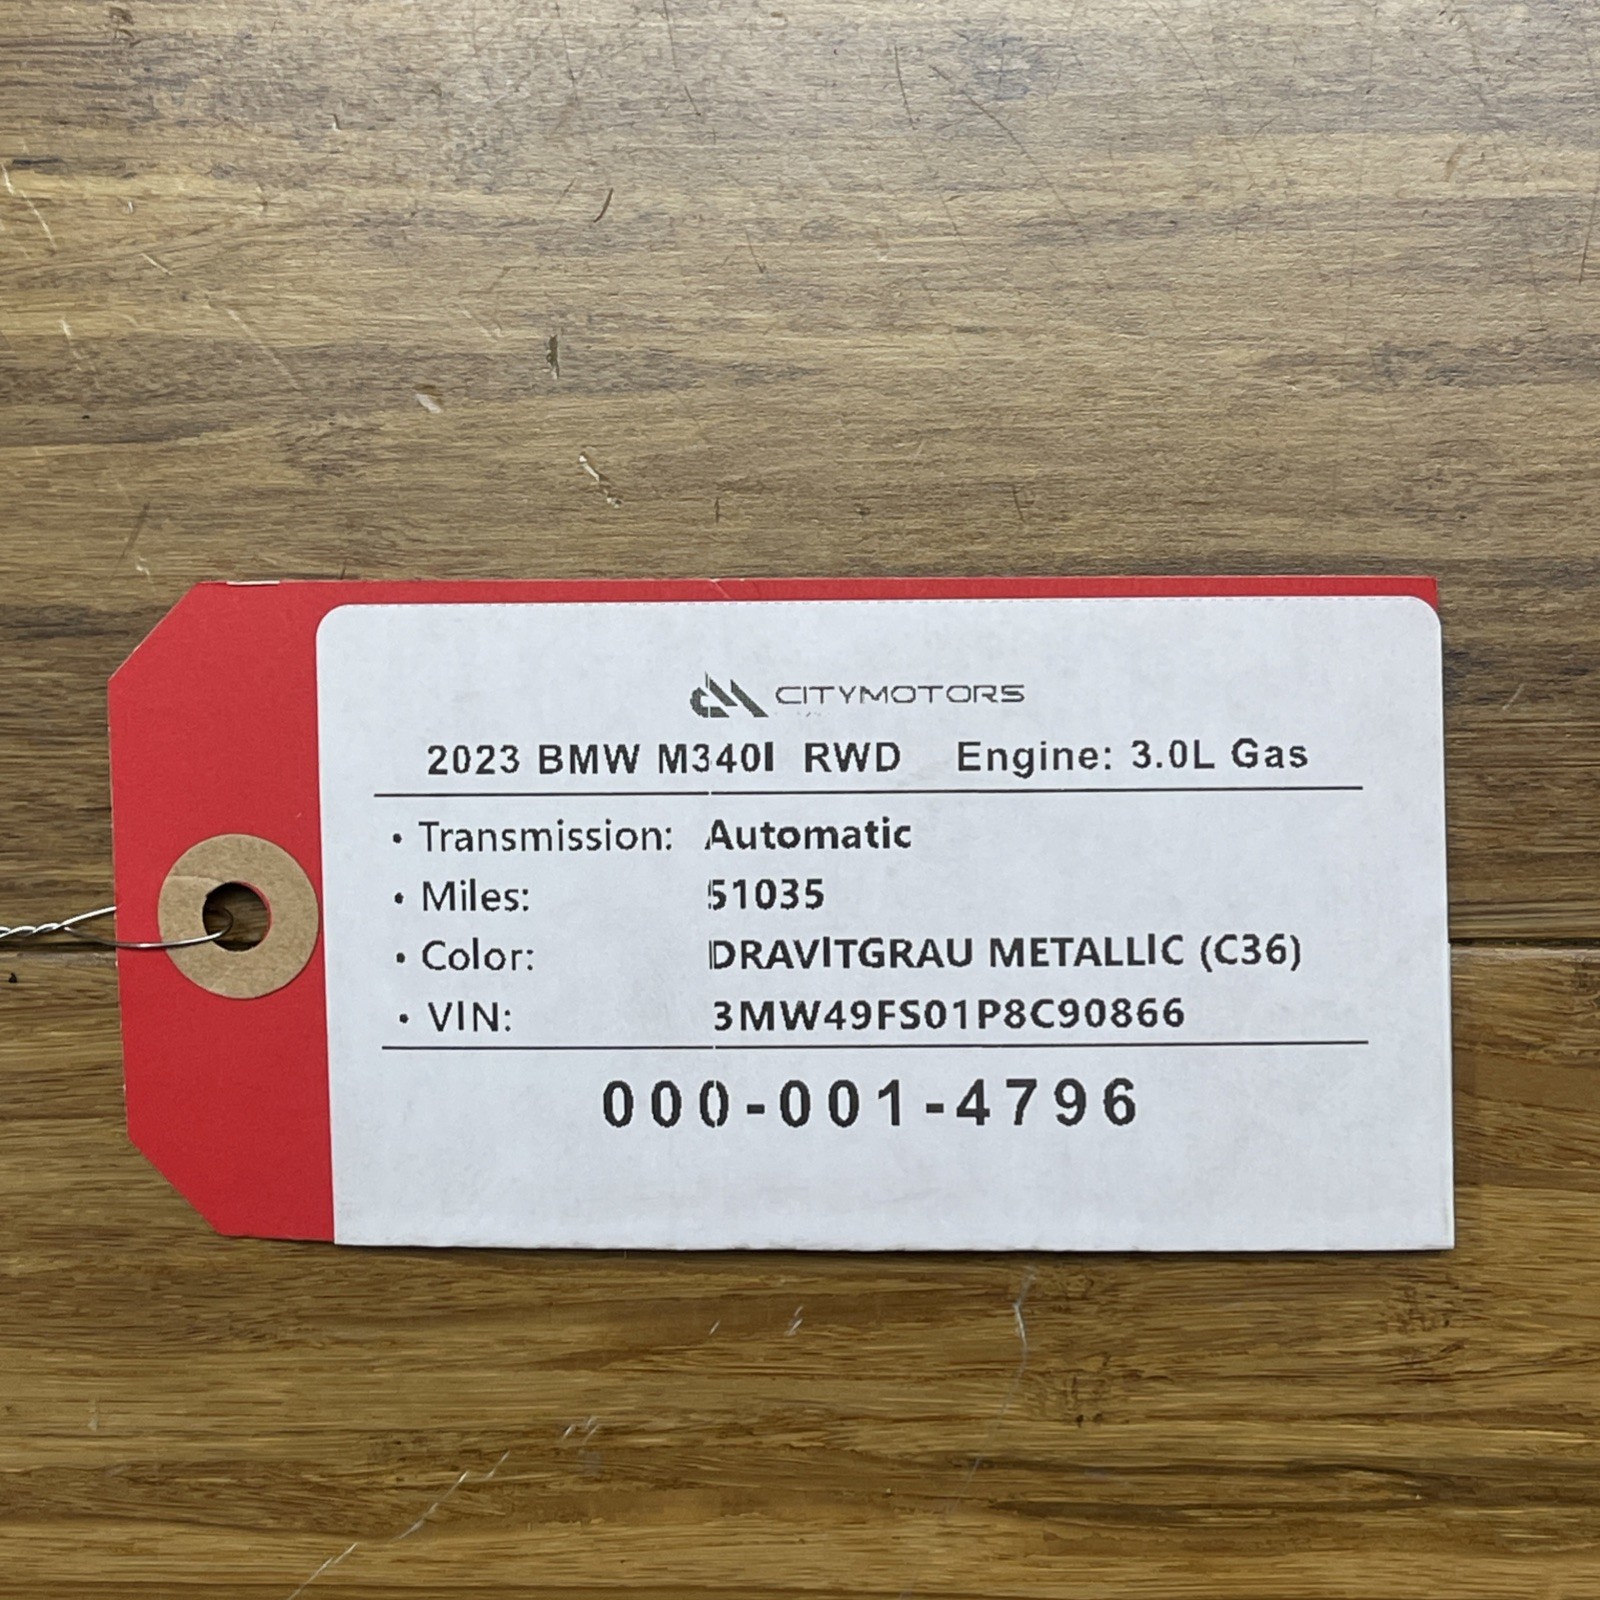 CITYMOTORS
2023 BMW M340I RWD Engine: 3.0L Gas
• Transmission: Automatic
• Miles: 51035
• Color: DRAVITGRAU METALLIC (C36)
• VIN: 3MW49FS01P8C90866
000-001-4796